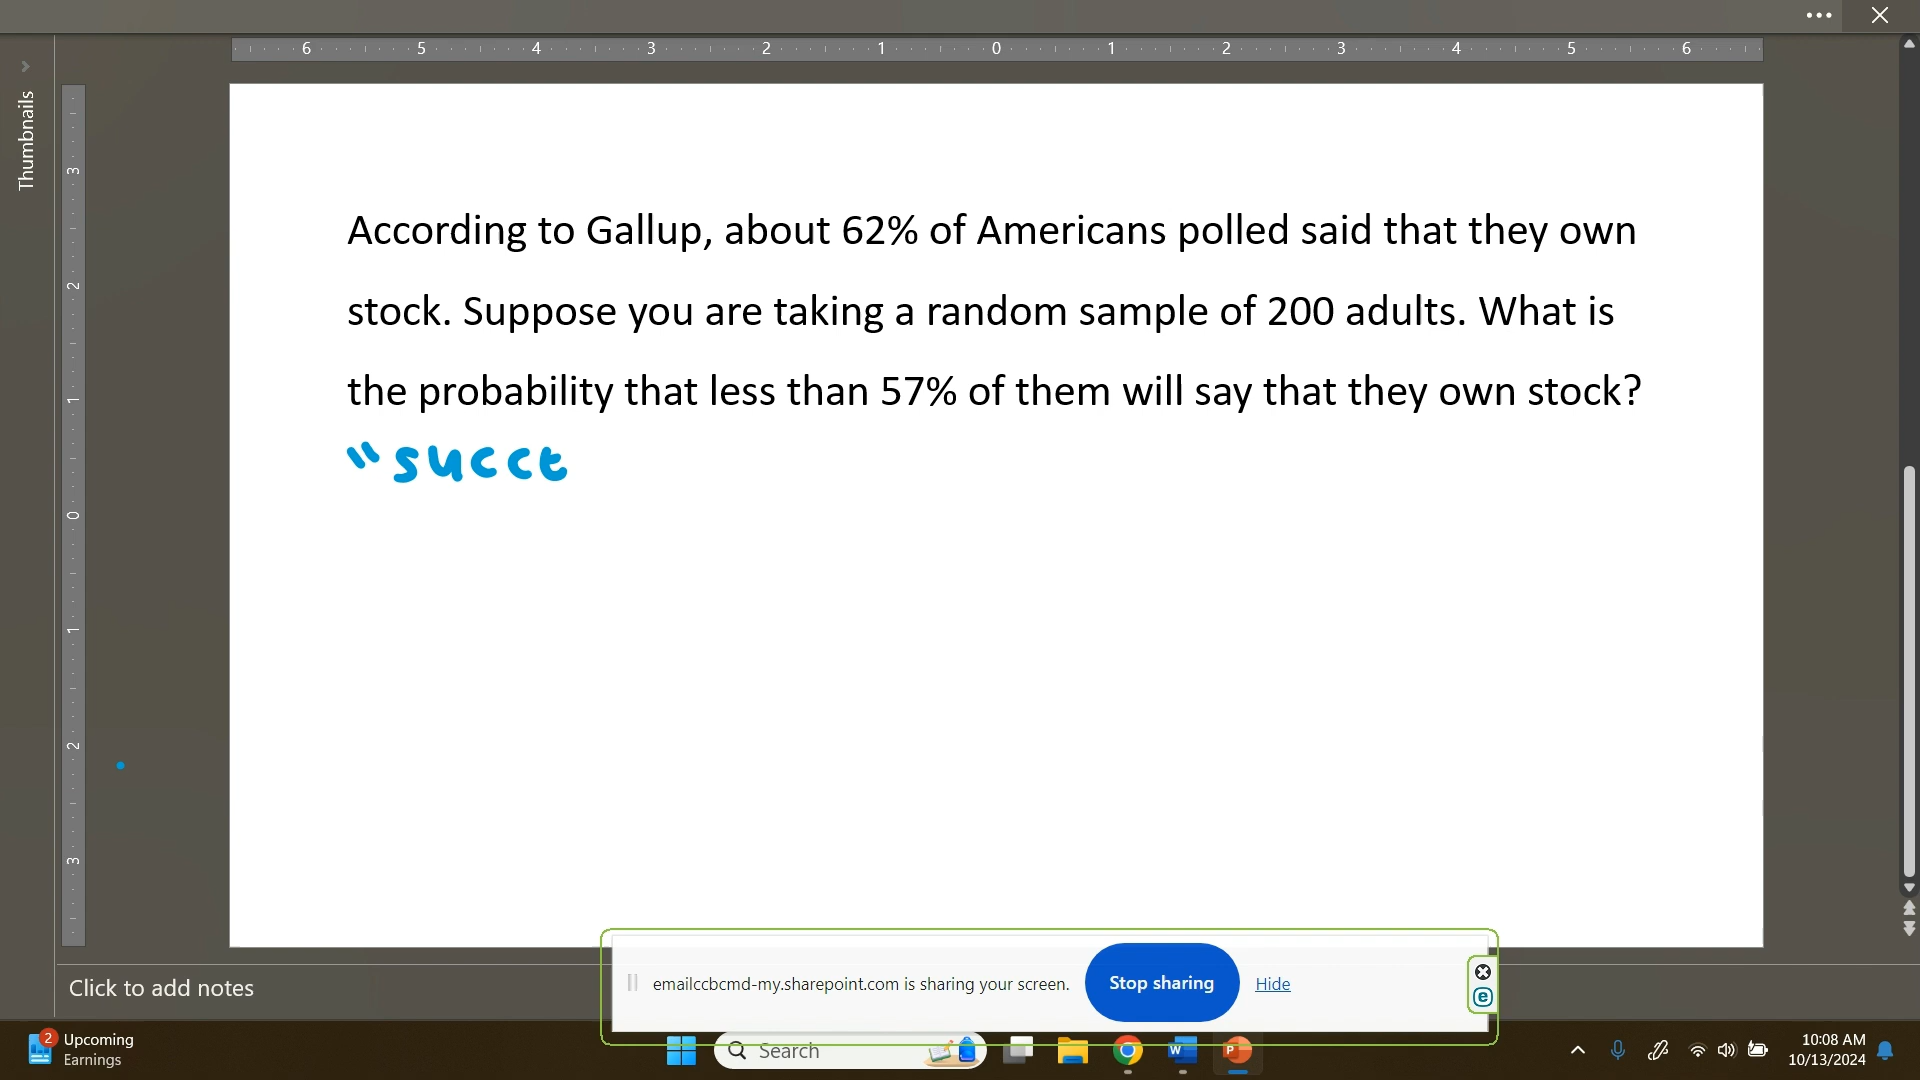 6 5 4 3 2 1 0 1 2 3 4 5 6
Thumbnails
3
2
1
0
1
2
3
According to Gallup, about 62% of Americans polled said that they own
stock. Suppose you are taking a random sample of 200 adults. What is
the probability that less than 57% of them will say that they own stock?
"succe
Click to add notes
emailccbcmd-my.sharepoint.com is sharing your screen.
Stop sharing
Hide
2
Upcoming
Earnings
Search
10:08 AM
10/13/2024